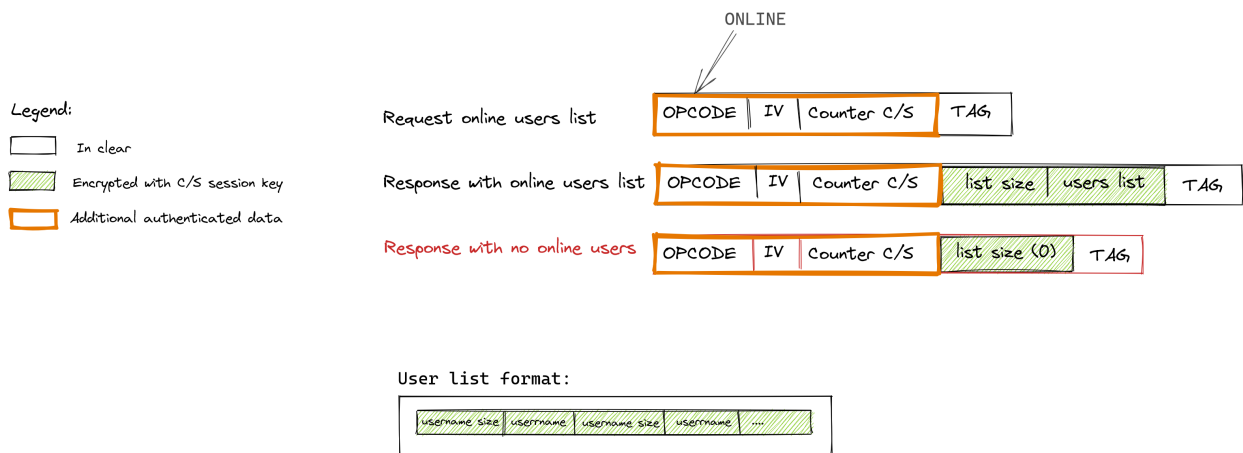 ONLINE
Legend:
In clear
Encrypted with C/S session key
Additional authenticated data
Request online users list OPCODE IV Counter C/S TAG
Response with online users list OPCODE IV Counter C/S list size users list TAG
Response with no online users OPCODE IV Counter C/S list size (0) TAG
User list format:
username size username username size username ....